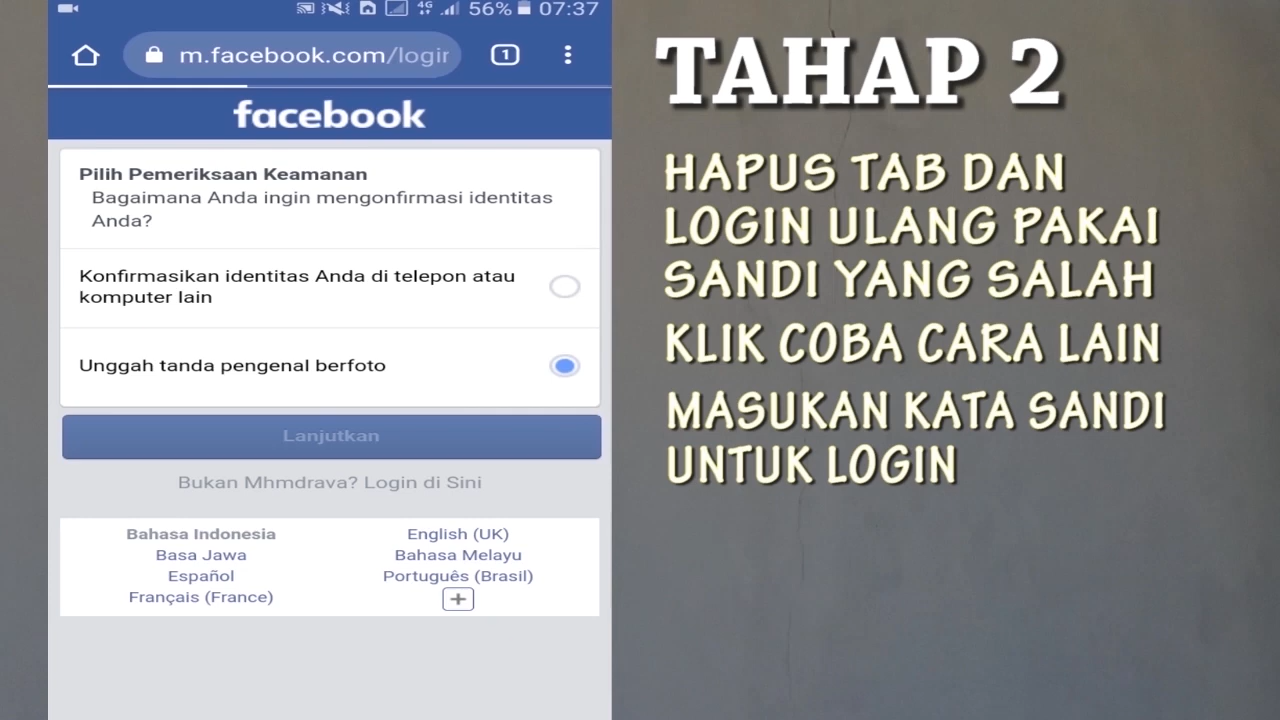 4G 56% 07:37
m.facebook.com/login
1
facebook
Pilih Pemeriksaan Keamanan
Bagaimana Anda ingin mengonfirmasi identitas
Anda?
Konfirmasikan identitas Anda di telepon atau
komputer lain
Unggah tanda pengenal berfoto
Lanjutkan
Bukan Mhmdrava? Login di Sini
Bahasa Indonesia
English (UK)
Basa Jawa
Bahasa Melayu
Español
Português (Brasil)
Français (France)
TAHAP 2
HAPUS TAB DAN
LOGIN ULANG PAKAI
SANDI YANG SALAH
KLIK COBA CARA LAIN
MASUKAN KATA SANDI
UNTUK LOGIN